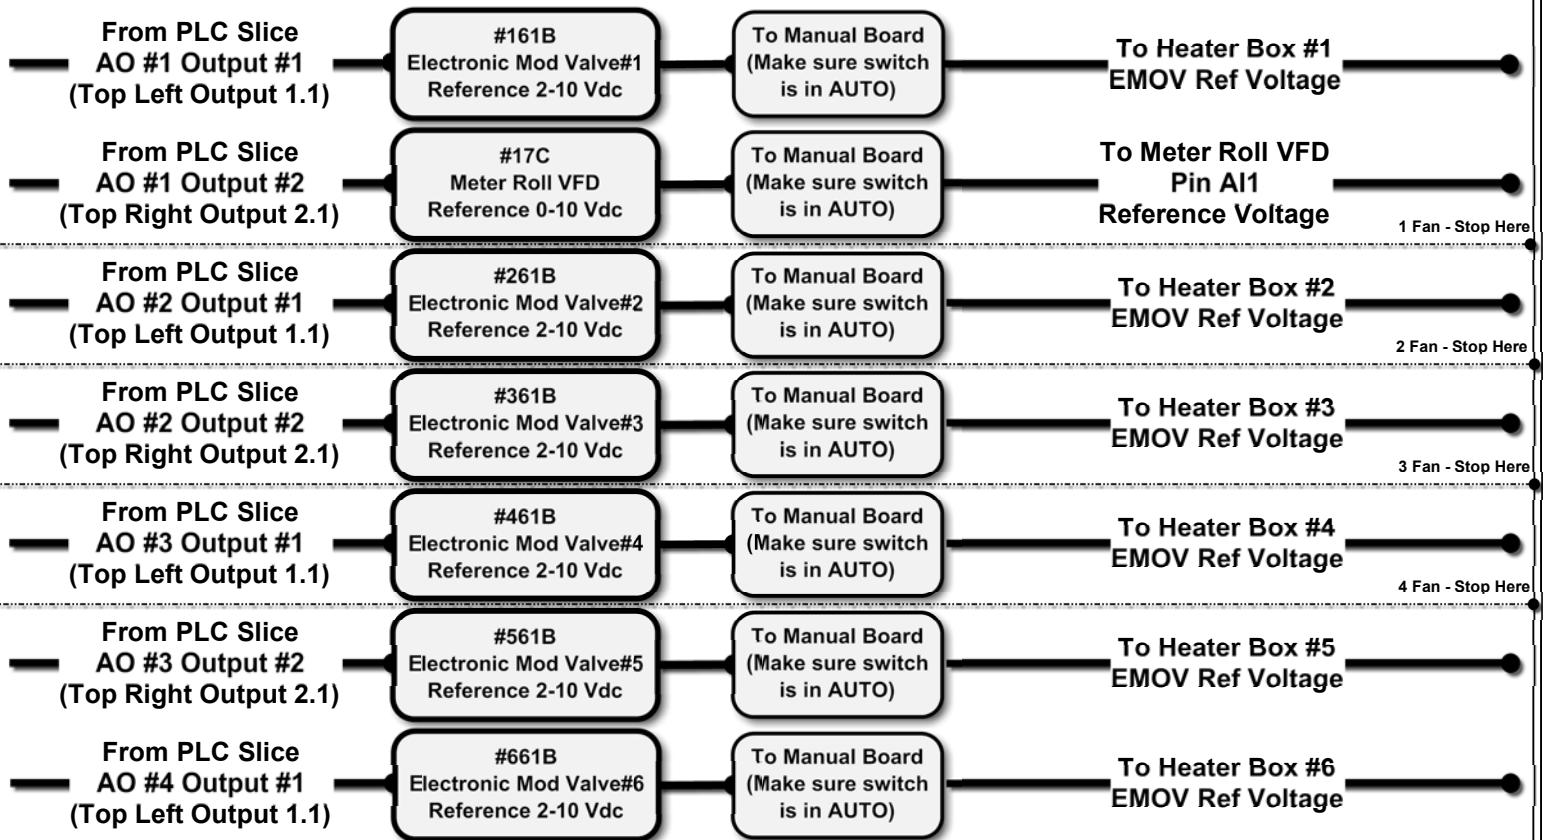 From PLC Slice
AO #1 Output #1
(Top Left Output 1.1)
#161B
Electronic Mod Valve#1
Reference 2-10 Vdc
To Manual Board
(Make sure switch
is in AUTO)
To Heater Box #1
EMOV Ref Voltage
From PLC Slice
AO #1 Output #2
(Top Right Output 2.1)
#17C
Meter Roll VFD
Reference 0-10 Vdc
To Manual Board
(Make sure switch
is in AUTO)
To Meter Roll VFD
Pin AI1
Reference Voltage
1 Fan - Stop Here
From PLC Slice
AO #2 Output #1
(Top Left Output 1.1)
#261B
Electronic Mod Valve#2
Reference 2-10 Vdc
To Manual Board
(Make sure switch
is in AUTO)
To Heater Box #2
EMOV Ref Voltage
2 Fan - Stop Here
From PLC Slice
AO #2 Output #2
(Top Right Output 2.1)
#361B
Electronic Mod Valve#3
Reference 2-10 Vdc
To Manual Board
(Make sure switch
is in AUTO)
To Heater Box #3
EMOV Ref Voltage
3 Fan - Stop Here
From PLC Slice
AO #3 Output #1
(Top Left Output 1.1)
#461B
Electronic Mod Valve#4
Reference 2-10 Vdc
To Manual Board
(Make sure switch
is in AUTO)
To Heater Box #4
EMOV Ref Voltage
4 Fan - Stop Here
From PLC Slice
AO #3 Output #2
(Top Right Output 2.1)
#561B
Electronic Mod Valve#5
Reference 2-10 Vdc
To Manual Board
(Make sure switch
is in AUTO)
To Heater Box #5
EMOV Ref Voltage
From PLC Slice
AO #4 Output #1
(Top Left Output 1.1)
#661B
Electronic Mod Valve#6
Reference 2-10 Vdc
To Manual Board
(Make sure switch
is in AUTO)
To Heater Box #6
EMOV Ref Voltage